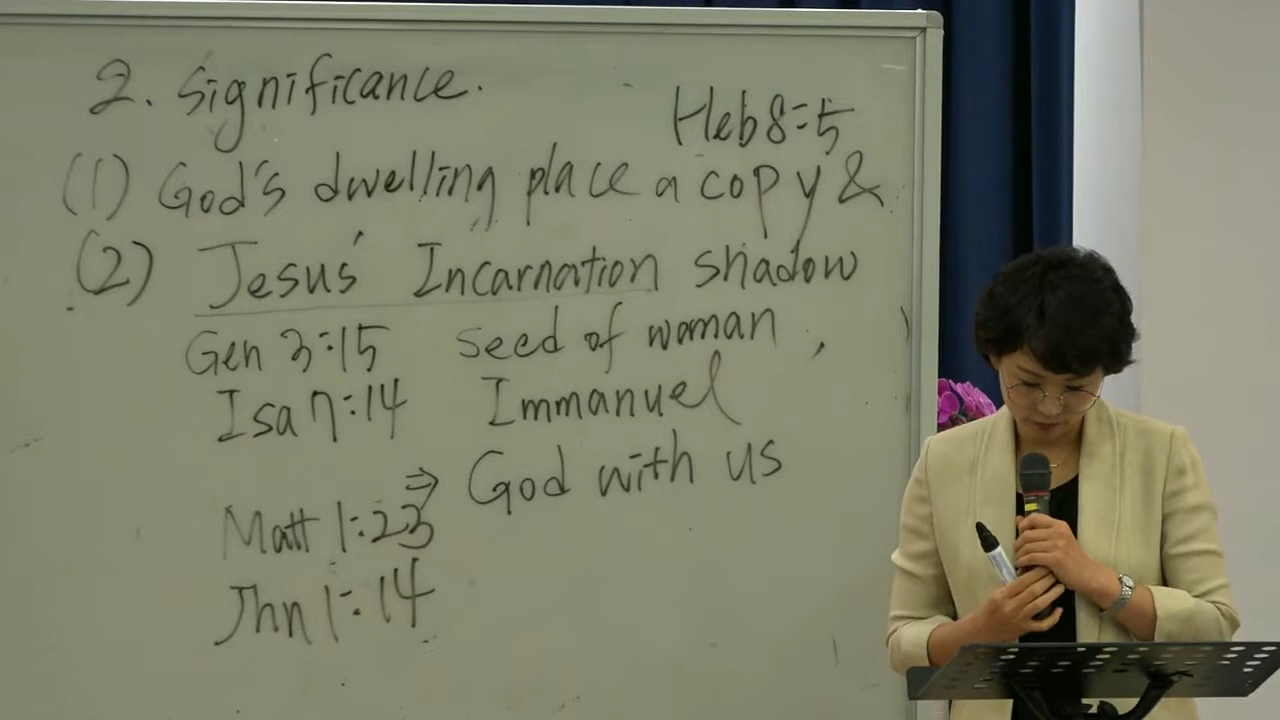 2. Significance.
Heb 8:5
(1) God's dwelling place a copy &
(2) Jesus' Incarnation shadow
Gen 3:15 seed of woman,
Isa 7:14 Immanuel
⇒ God with us
Matt 1:23
Jhn 1:14